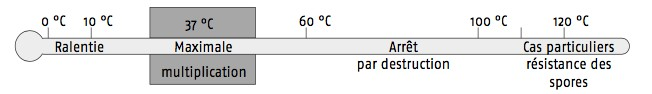 0 °C 10 °C 37 °C 60 °C 100 °C 120 °C
Ralentie Maximale Arrêt Cas particuliers
multiplication par destruction résistance des
spores